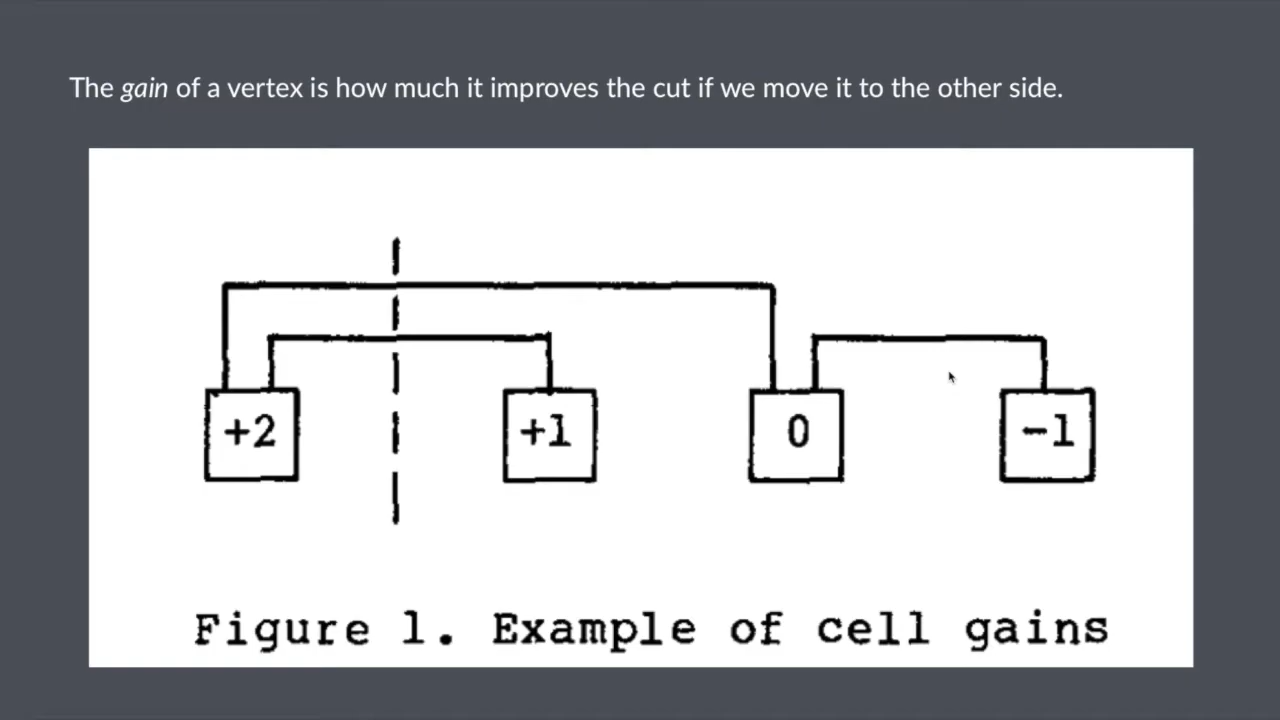 The gain of a vertex is how much it improves the cut if we move it to the other side.
+2 +1 0 -1
Figure 1. Example of cell gains